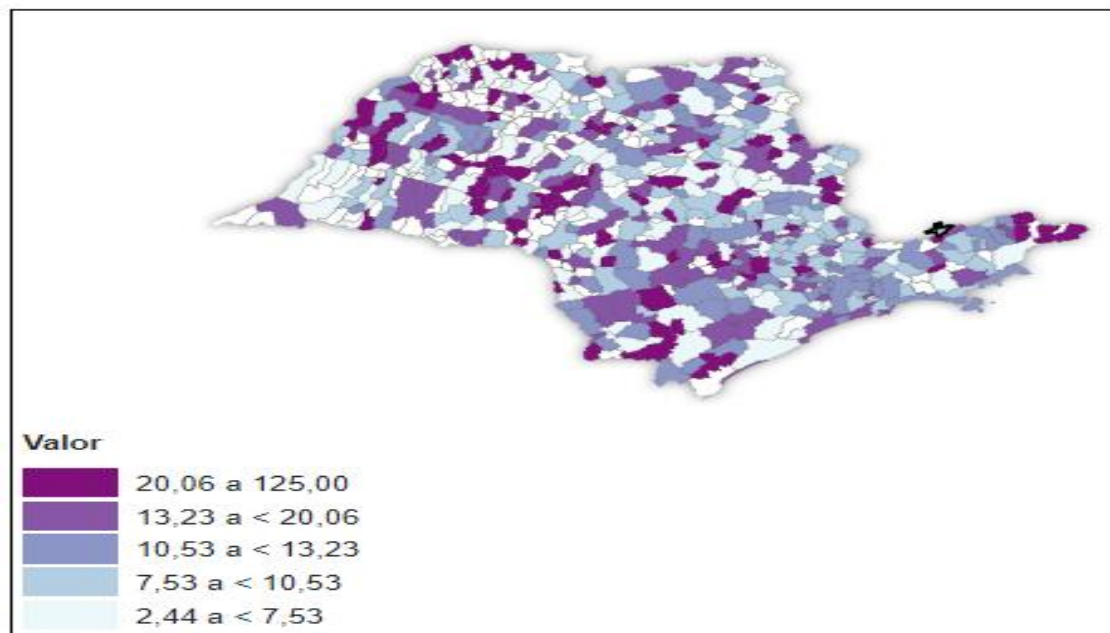 Valor
20,06 a 125,00
13,23 a < 20,06
10,53 a < 13,23
7,53 a < 10,53
2,44 a < 7,53